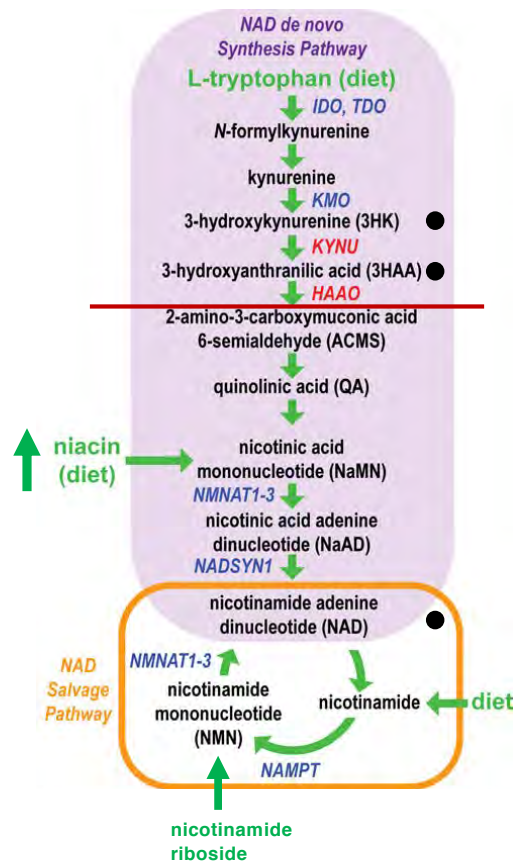 NAD de novo
Synthesis Pathway
L-tryptophan (diet)
IDO, TDO
N-formylkynurenine
kynurenine
KMO
3-hydroxykynurenine (3HK)
KYNU
3-hydroxyanthranilic acid (3HAA)
HAAO
2-amino-3-carboxymuconic acid
6-semialdehyde (ACMS)
quinolinic acid (QA)
niacin
(diet)
nicotinic acid
mononucleotide (NaMN)
NMNAT1-3
nicotinic acid adenine
dinucleotide (NaAD)
NADSYN1
nicotinamide adenine
dinucleotide (NAD)
NAD
Salvage
Pathway
NMNAT1-3
nicotinamide
mononucleotide
(NMN)
nicotinamide
diet
NAMPT
nicotinamide
riboside